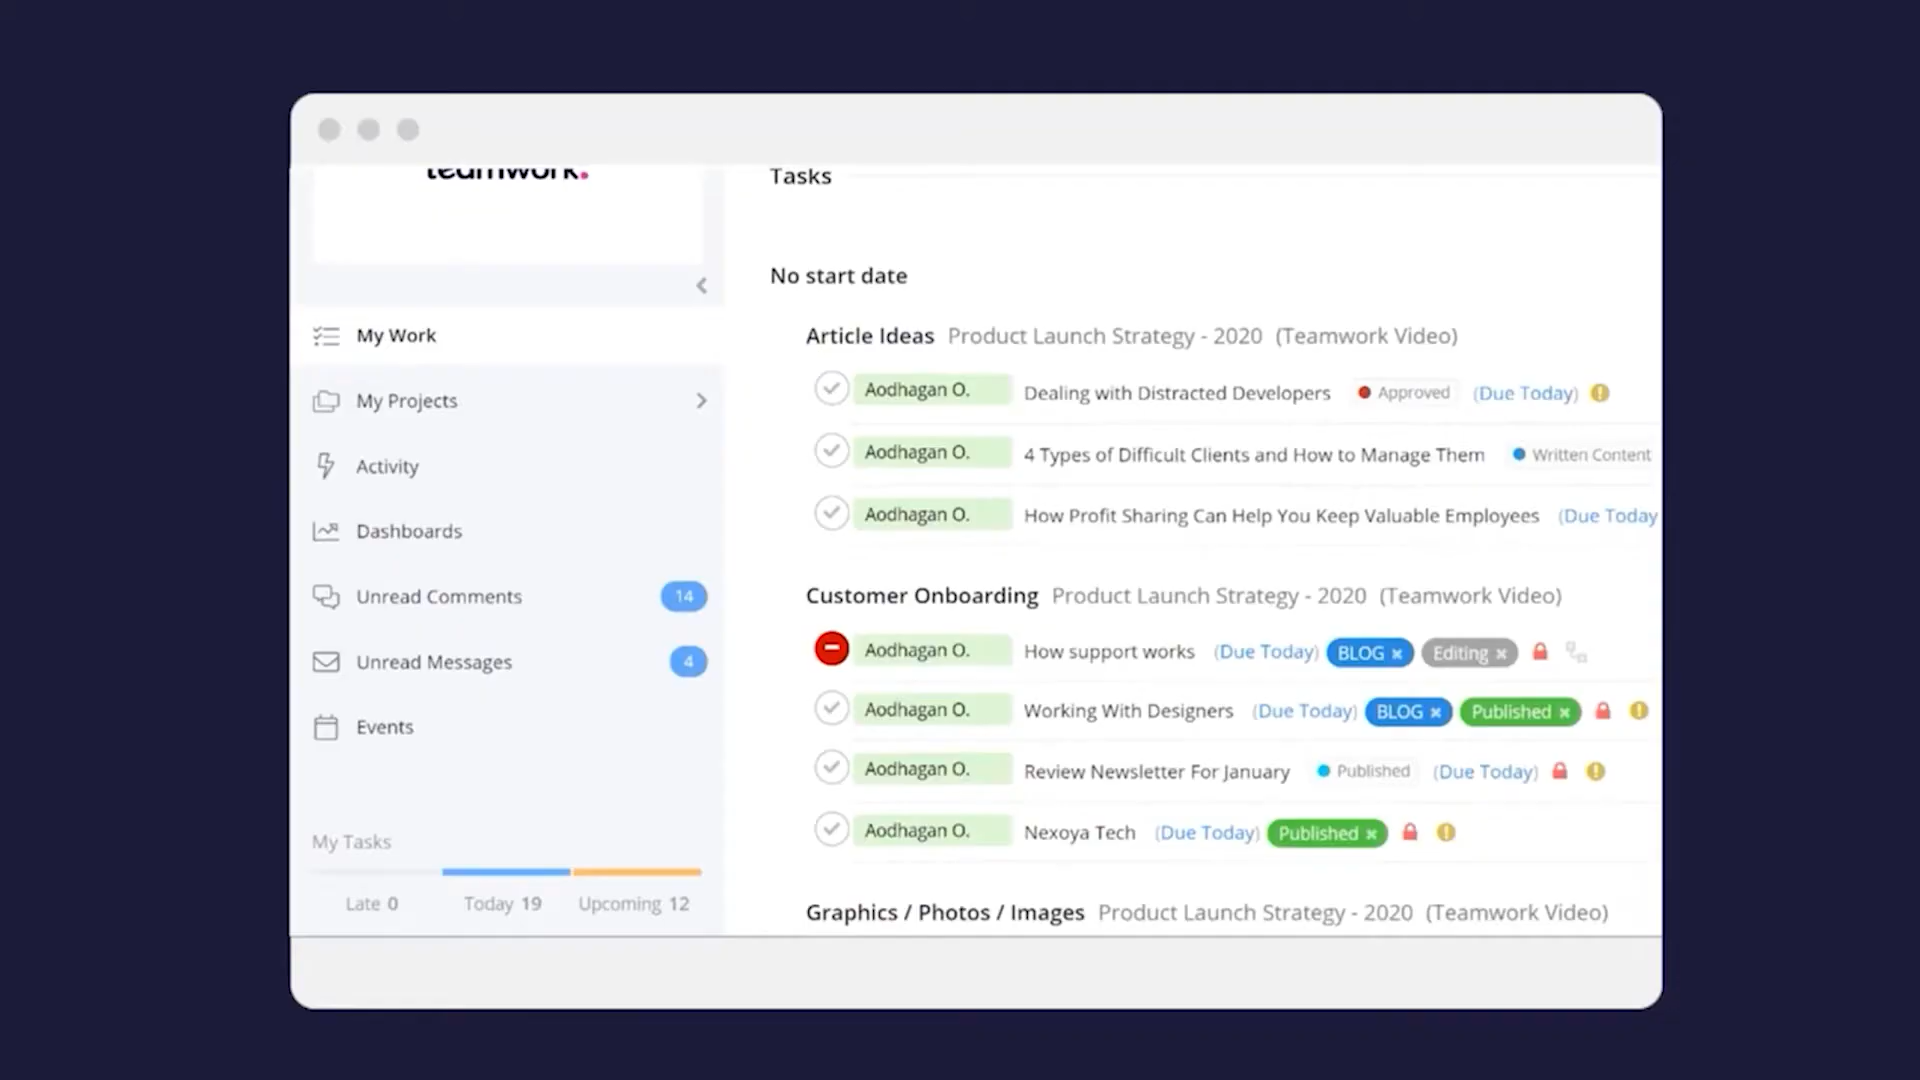 teamwork.
Tasks
No start date
My Work
My Projects
Activity
Dashboards
Unread Comments 14
Unread Messages 4
Events
My Tasks
Late 0 Today 19 Upcoming 12
Article Ideas Product Launch Strategy - 2020 (Teamwork Video)
Aodhagan O. Dealing with Distracted Developers Approved (Due Today)
Aodhagan O. 4 Types of Difficult Clients and How to Manage Them Written Content
Aodhagan O. How Profit Sharing Can Help You Keep Valuable Employees (Due Today
Customer Onboarding Product Launch Strategy - 2020 (Teamwork Video)
Aodhagan O. How support works (Due Today) BLOG × Editing ×
Aodhagan O. Working With Designers (Due Today) BLOG × Published ×
Aodhagan O. Review Newsletter For January Published (Due Today)
Aodhagan O. Nexoya Tech (Due Today) Published ×
Graphics / Photos / Images Product Launch Strategy - 2020 (Teamwork Video)